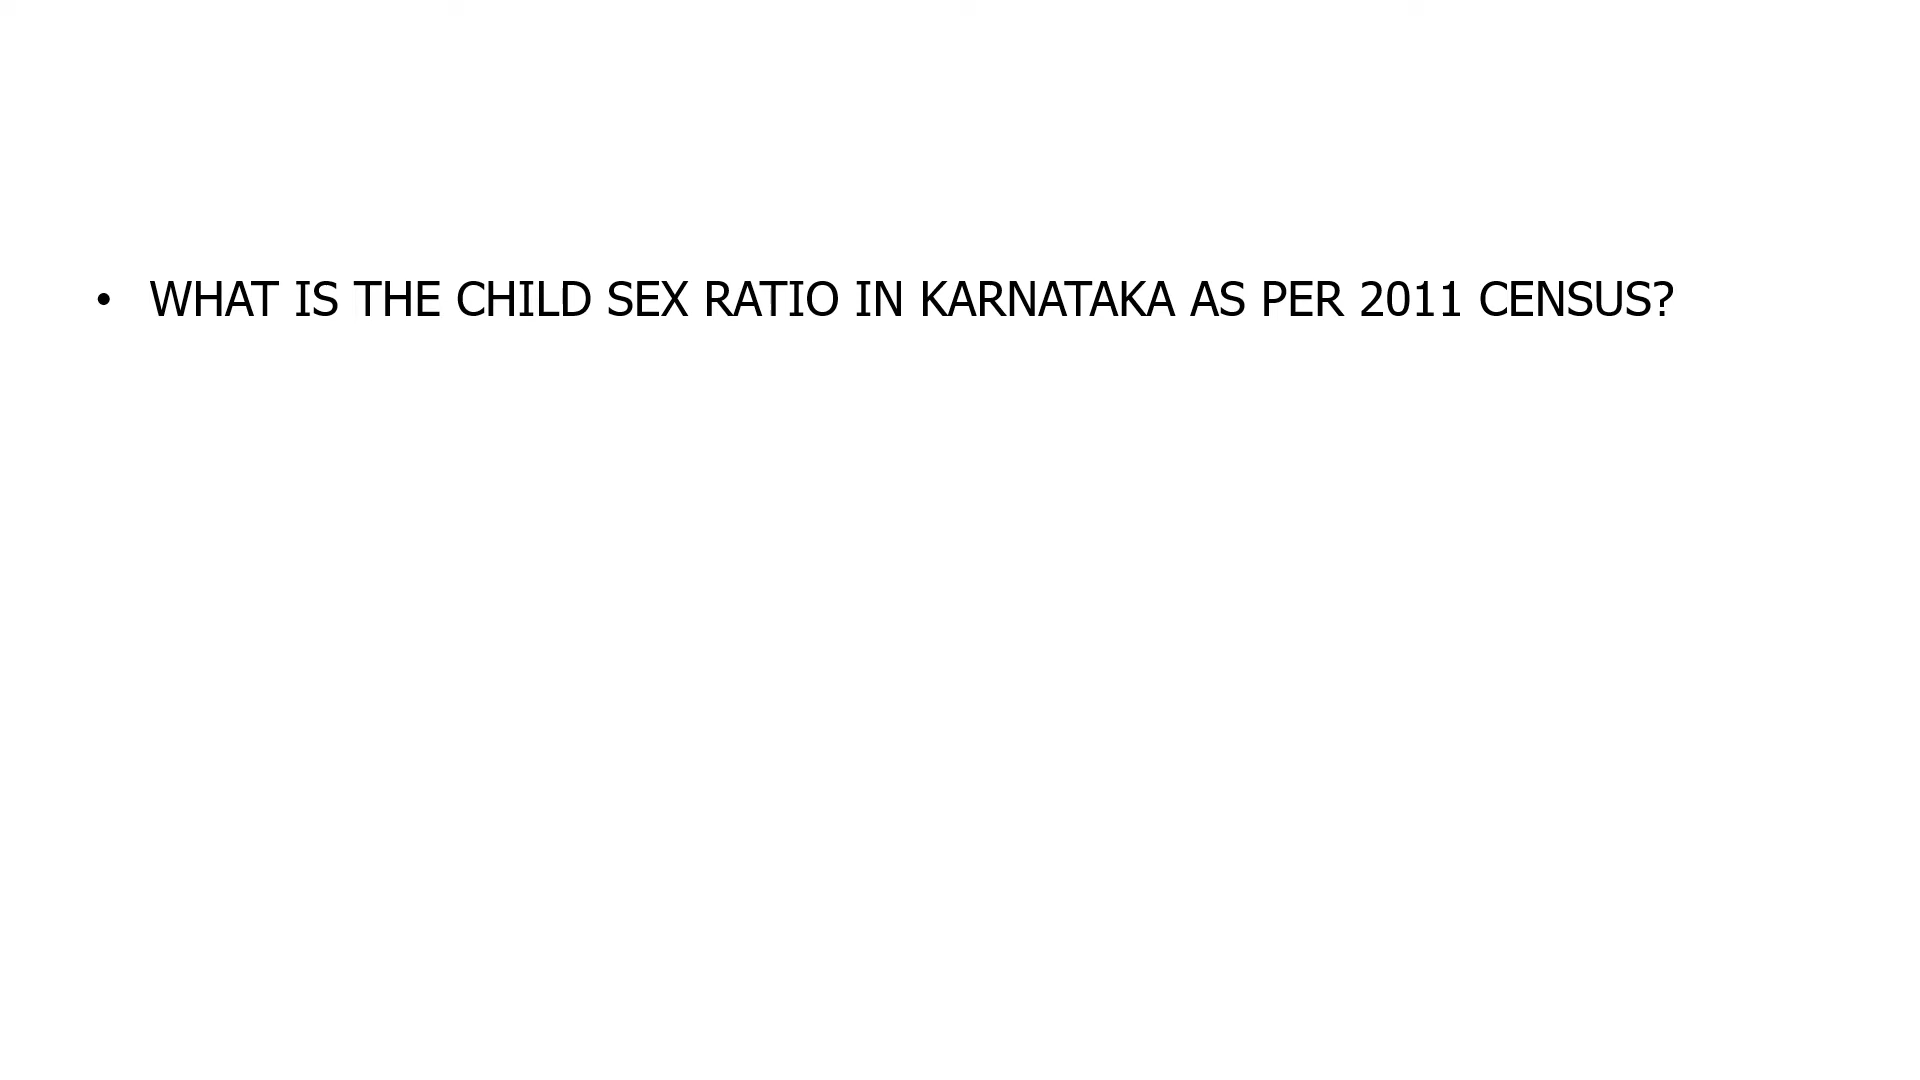 • WHAT IS THE CHILD SEX RATIO IN KARNATAKA AS PER 2011 CENSUS?